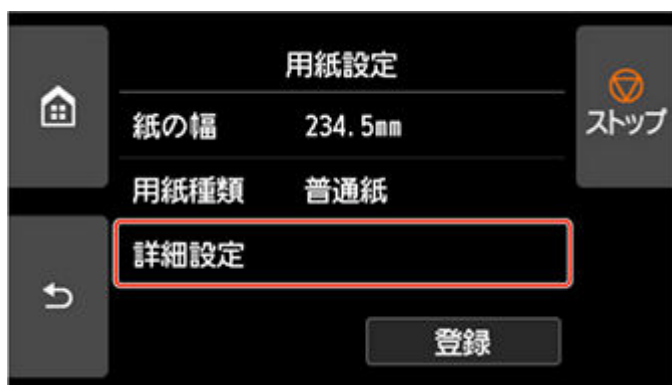 用紙設定
ストップ
紙の幅 234.5mm
用紙種類 普通紙
詳細設定
登録